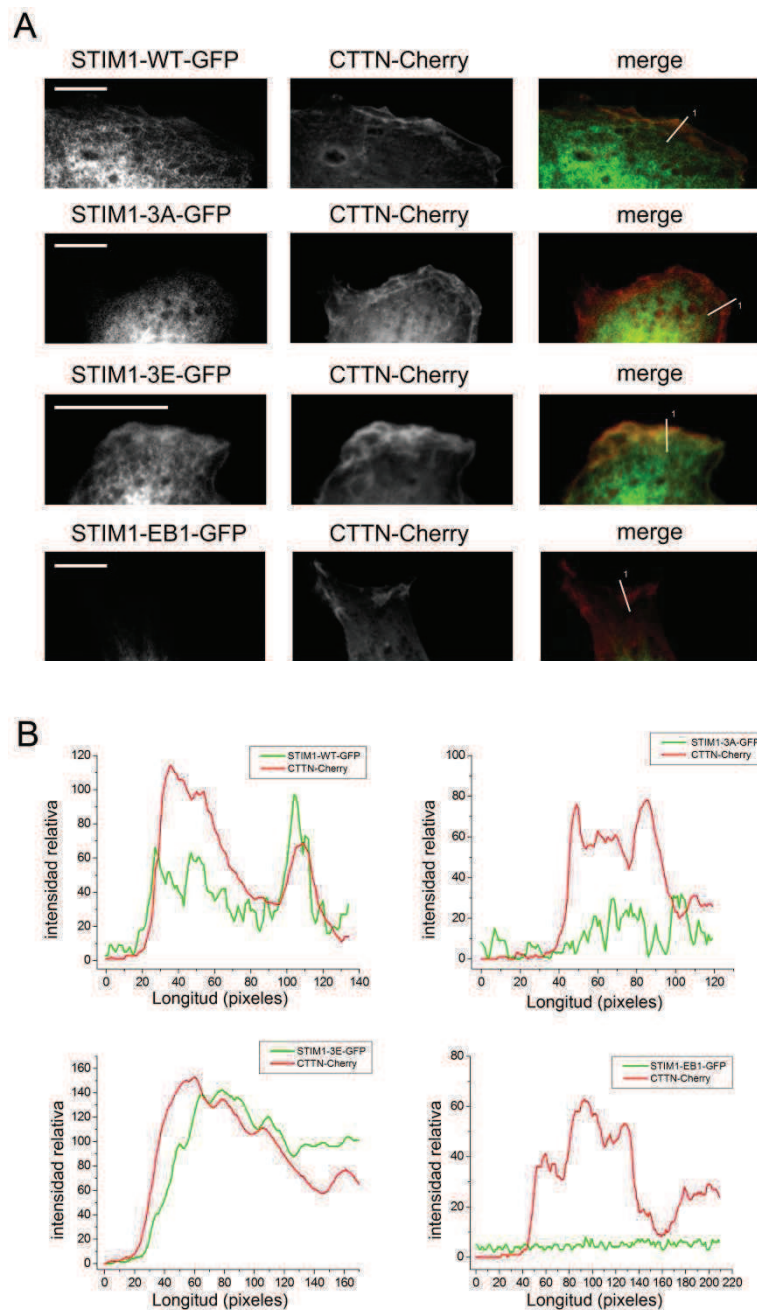 A
STIM1-WT-GFP CTTN-Cherry merge
1
STIM1-3A-GFP CTTN-Cherry merge
1
STIM1-3E-GFP CTTN-Cherry merge
1
STIM1-EB1-GFP CTTN-Cherry merge
1
B
STIM1-WT-GFP
CTTN-Cherry
intensidad relativa
120
100
80
60
40
20
0
0 20 40 60 80 100 120 140
Longitud (pixeles)
STIM1-3A-GFP
CTTN-Cherry
intensidad relativa
100
80
60
40
20
0
0 20 40 60 80 100 120
Longitud (pixeles)
STIM1-3E-GFP
CTTN-Cherry
intensidad relativa
160
140
120
100
80
60
40
20
0
0 20 40 60 80 100 120 140 160
Longitud (pixeles)
STIM1-EB1-GFP
CTTN-Cherry
intensidad relativa
80
60
40
20
0
0 20 40 60 80 100 120 140 160 180 200 220
Longitud (pixeles)